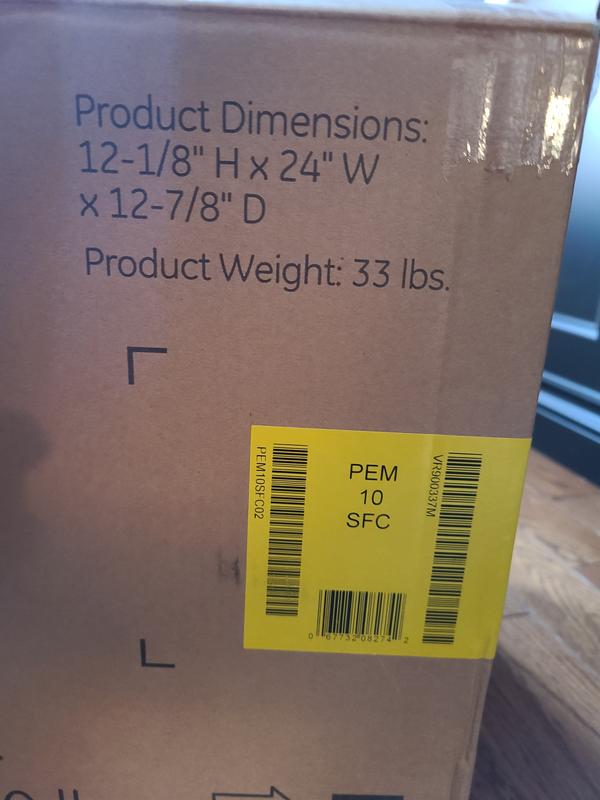 Product Dimensions:
12-1/8" H x 24" W
x 12-7/8" D
Product Weight: 33 lbs.
PEM10SFC02
PEM
10
SFC
VR900337M
0 67732 08274 2